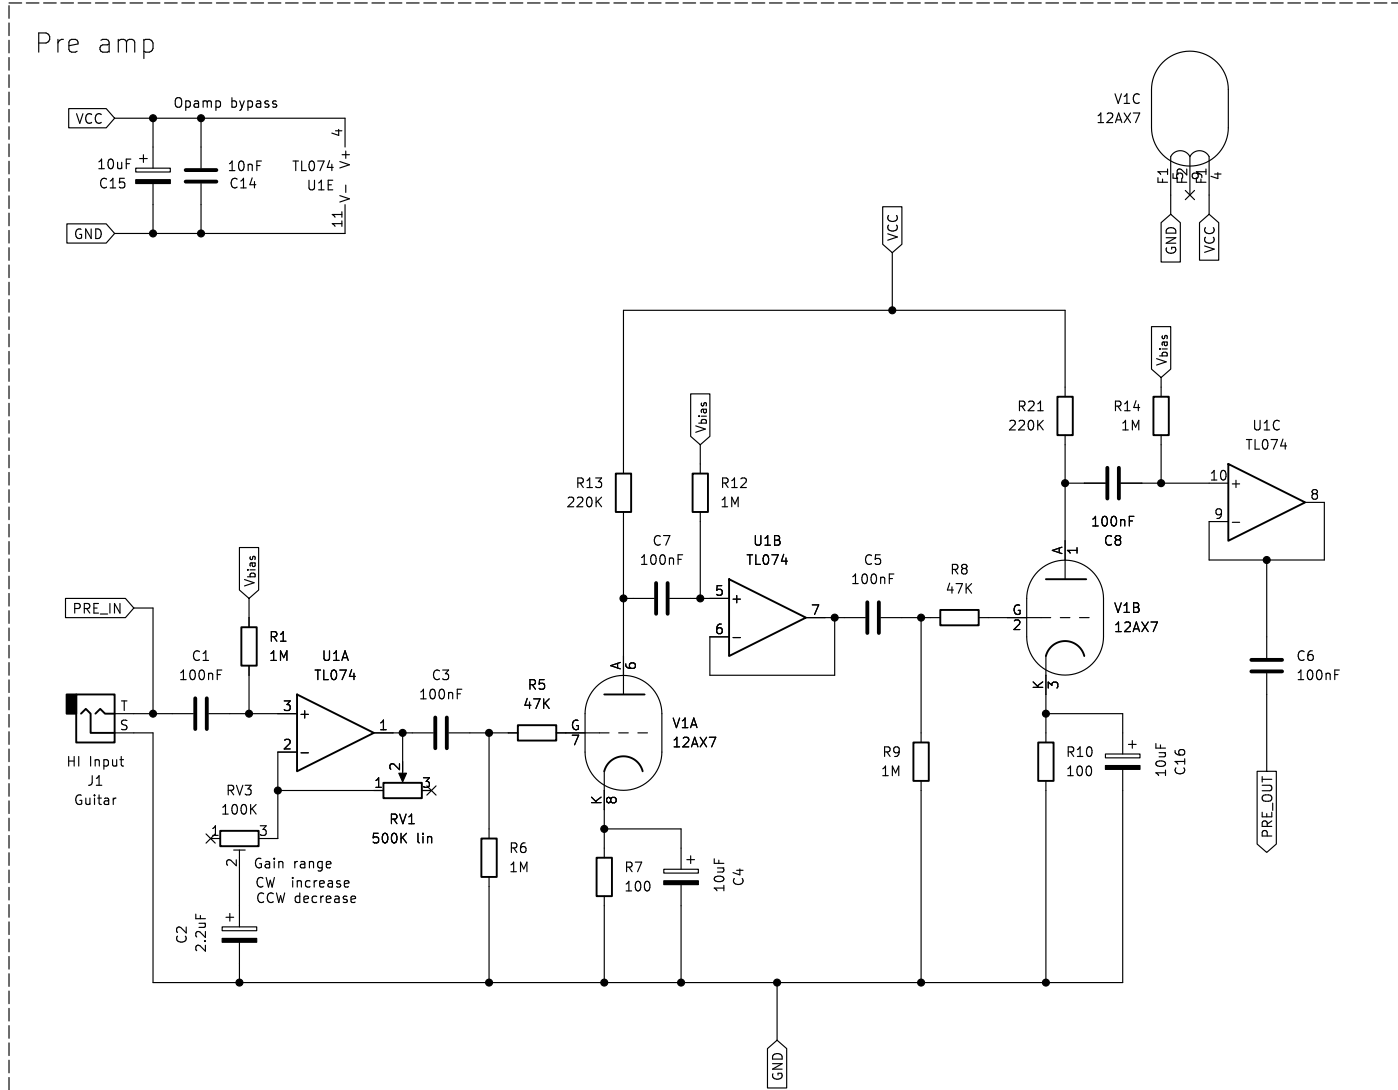 Pre amp
Opamp bypass
VCC
10uF
C15
+
10nF
C14
TL074
U1E
4
V+
V-
11
GND
V1C
12AX7
F1
5
F2
9
F1
4
GND
VCC
VCC
Vbias
R21
220K
R14
1M
U1C
TL074
10
+
9
-
8
100nF
C8
Vbias
R13
220K
R12
1M
C7
100nF
U1B
TL074
5
+
6
-
7
C5
100nF
R8
47K
A
1
G
2
V1B
12AX7
K
3
Vbias
PRE_IN
R1
1M
C1
100nF
U1A
TL074
T
S
HI Input
J1
Guitar
3
+
2
-
1
C3
100nF
R5
47K
A
6
G
7
V1A
12AX7
K
8
RV3
100K
1
3
2
1
2
3
RV1
500K lin
Gain range
CW increase
CCW decrease
C2
2.2uF
+
R6
1M
R7
100
+
10uF
C4
R9
1M
R10
100
+
10uF
C16
C6
100nF
PRE_OUT
GND